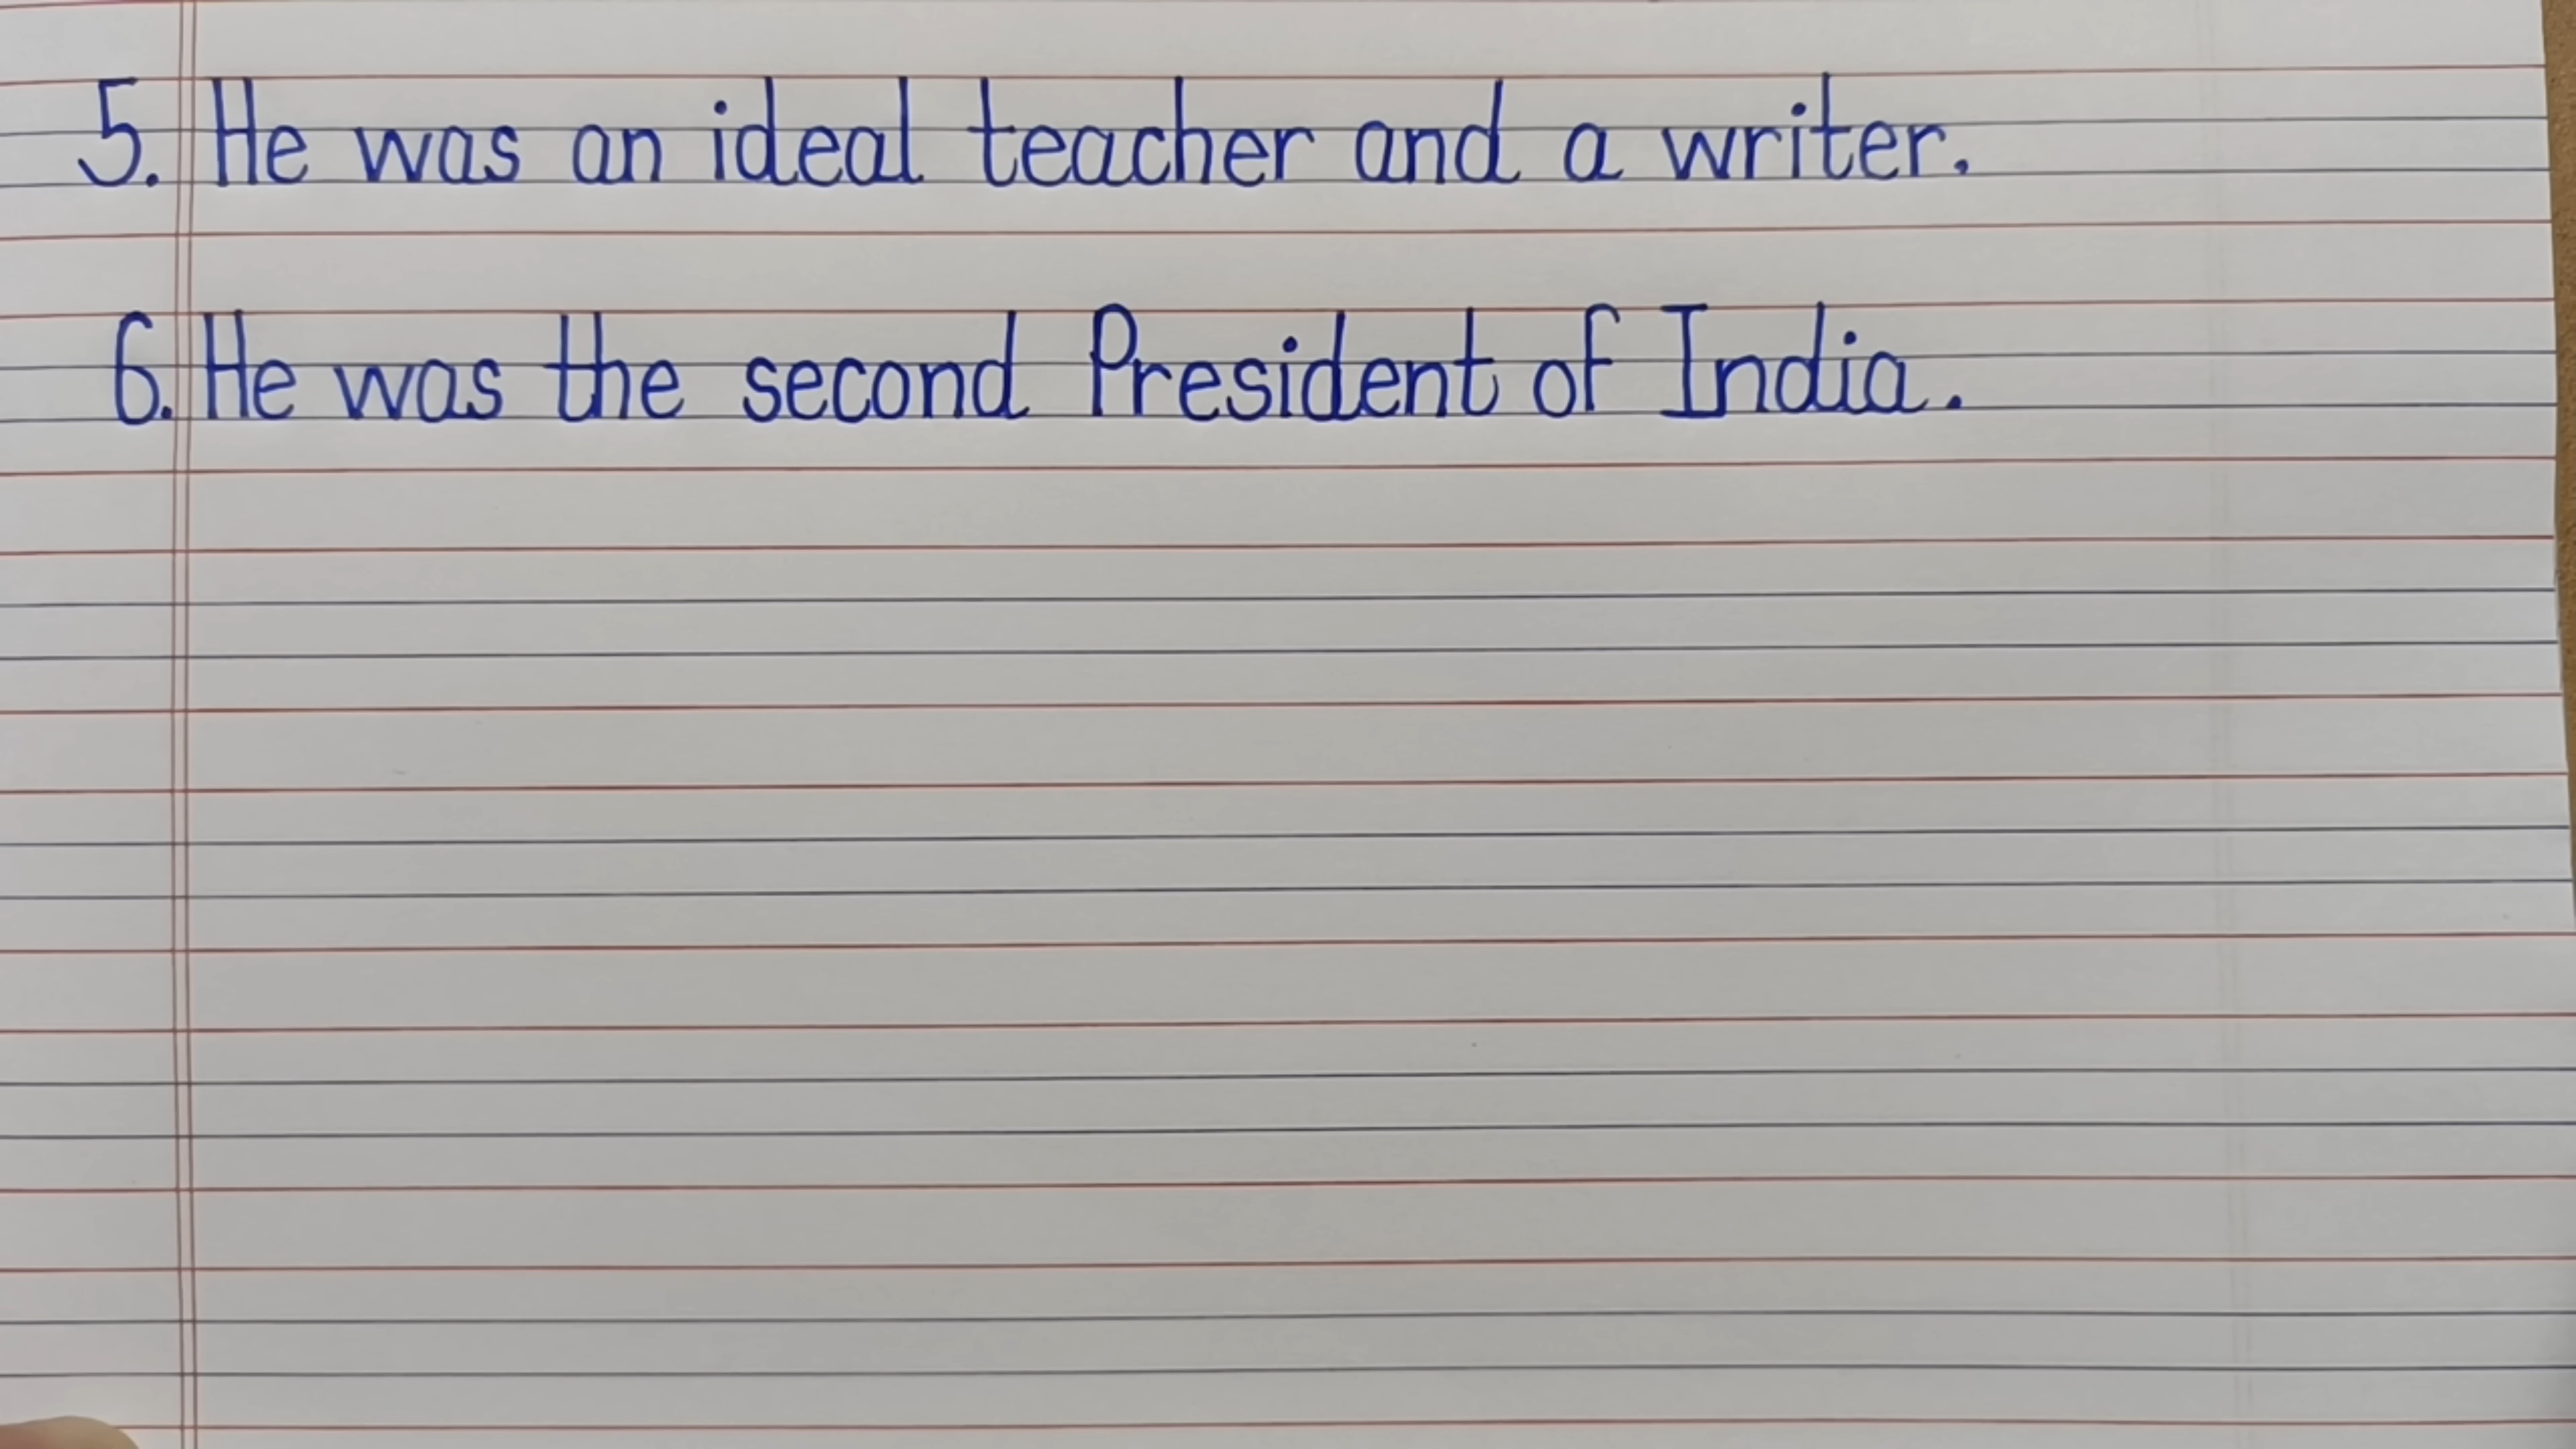 5. He was an ideal teacher and a writer.
6. He was the second President of India.